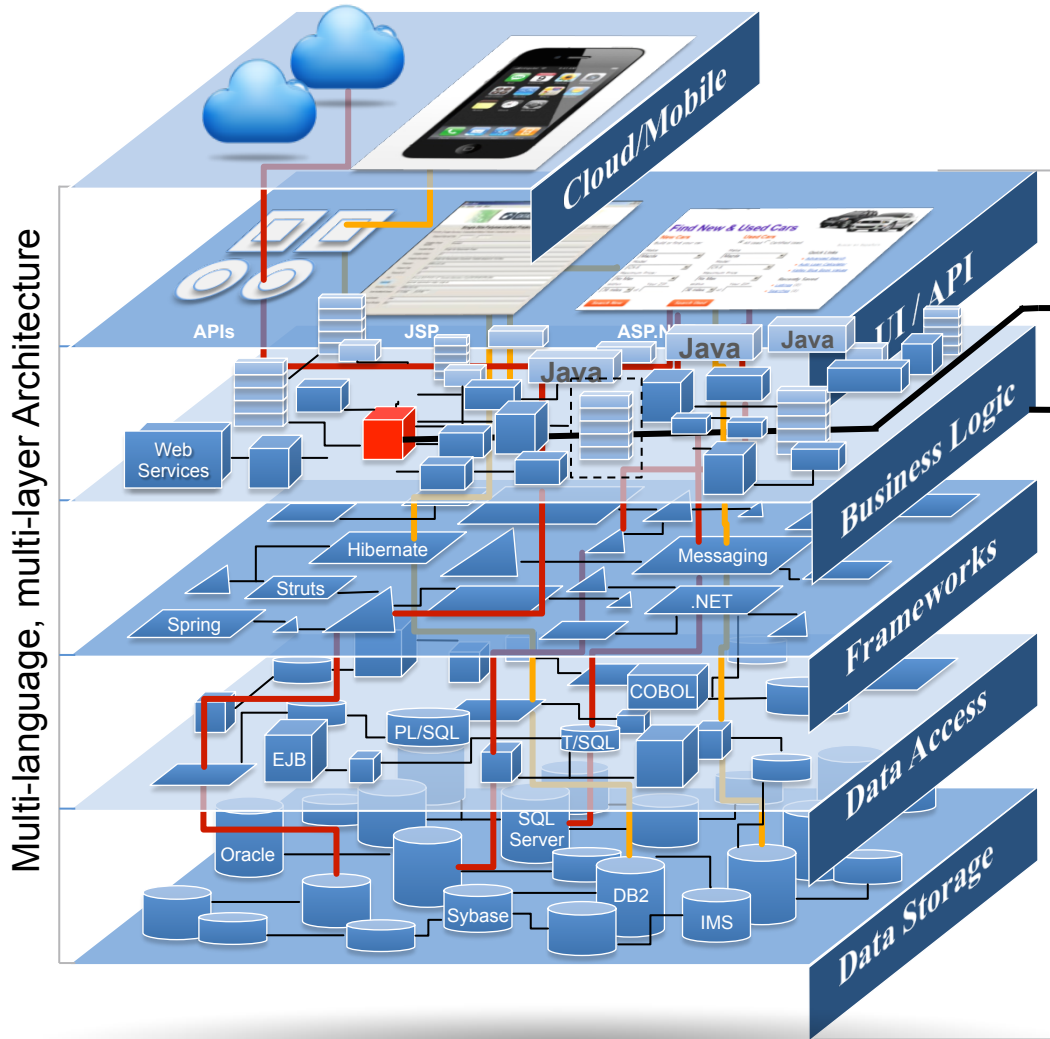 Multi-language, multi-layer Architecture
Cloud/Mobile
Find New & Used Cars
Used Cars
UI / API
APIs
JSP
ASP.N
Java
Java
Java
Web
Services
Business Logic
Hibernate
Messaging
Struts
.NET
Spring
Frameworks
COBOL
PL/SQL
T/SQL
EJB
Data Access
SQL
Server
Oracle
DB2
Sybase
IMS
Data Storage